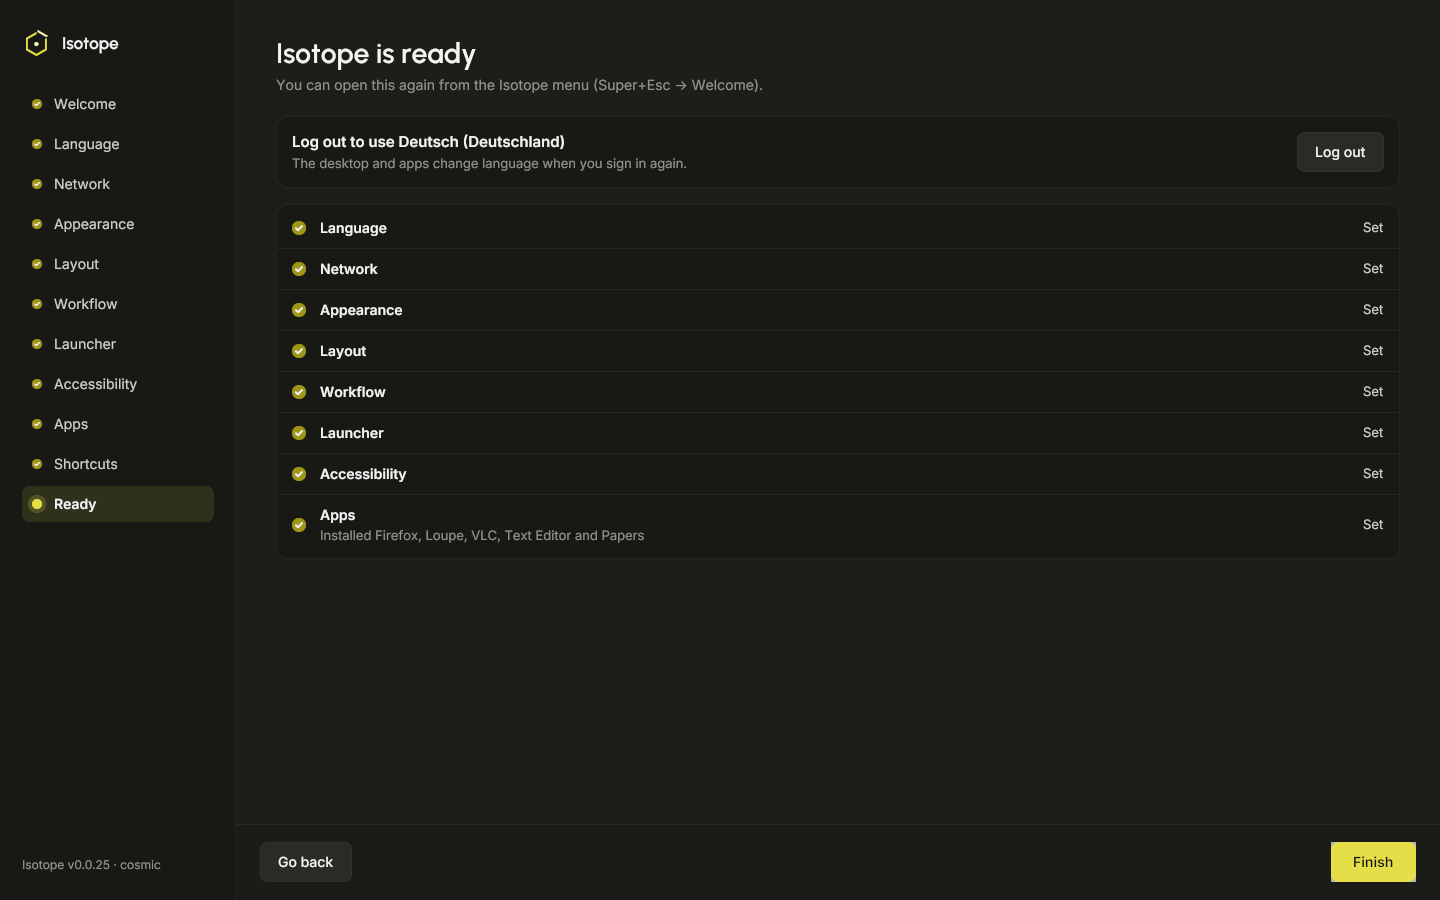 Isotope
Welcome
Language
Network
Appearance
Layout
Workflow
Launcher
Accessibility
Apps
Shortcuts
Ready
Isotope v0.0.25 · cosmic
Isotope is ready
You can open this again from the Isotope menu (Super+Esc → Welcome).
Log out to use Deutsch (Deutschland)
The desktop and apps change language when you sign in again.
Log out
Language Set
Network Set
Appearance Set
Layout Set
Workflow Set
Launcher Set
Accessibility Set
Apps
Installed Firefox, Loupe, VLC, Text Editor and Papers
Set
Go back
Finish